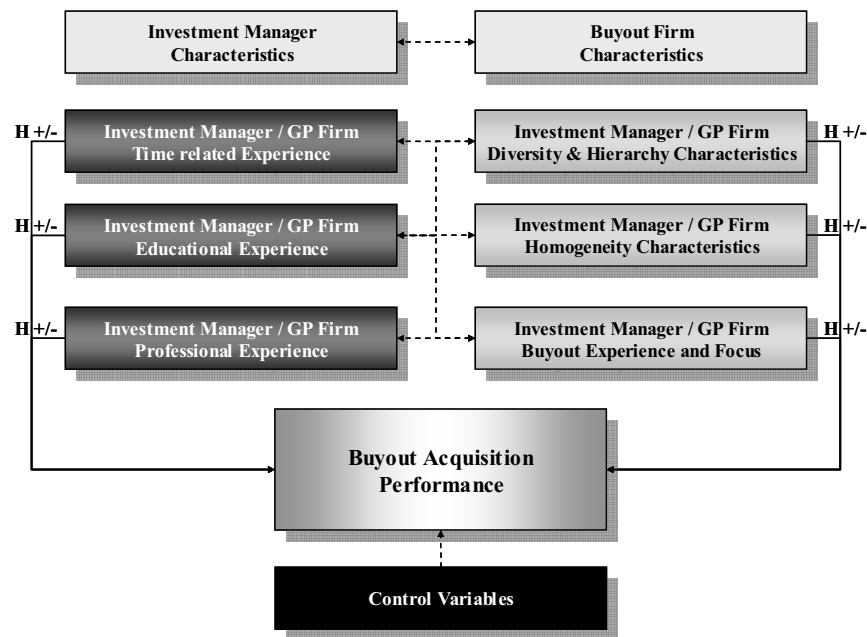 Investment Manager
Characteristics
Buyout Firm
Characteristics
H +/-
Investment Manager / GP Firm
Time related Experience
Investment Manager / GP Firm
Diversity & Hierarchy Characteristics
H +/-
H +/-
Investment Manager / GP Firm
Educational Experience
Investment Manager / GP Firm
Homogeneity Characteristics
H +/-
H +/-
Investment Manager / GP Firm
Professional Experience
Investment Manager / GP Firm
Buyout Experience and Focus
H +/-
Buyout Acquisition
Performance
Control Variables